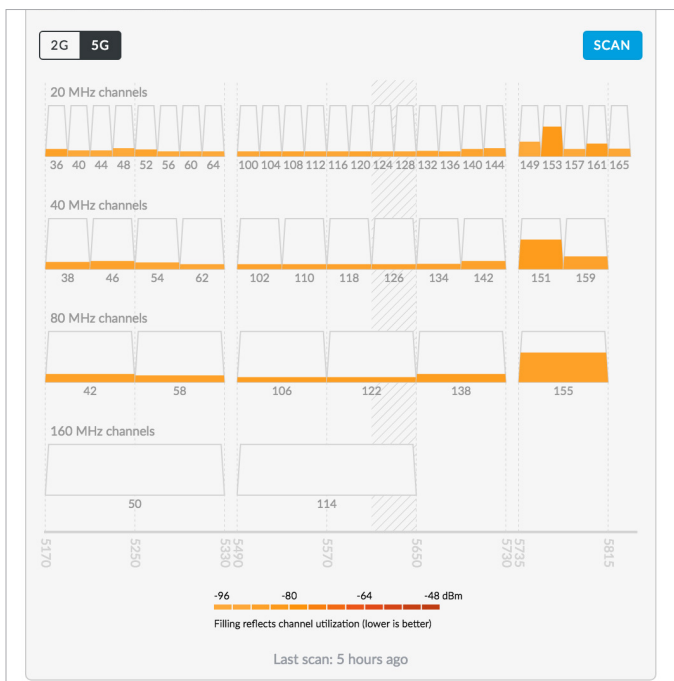 2G 5G SCAN
20 MHz channels
36 40 44 48 52 56 60 64 100 104 108 112 116 120 124 128 132 136 140 144 149 153 157 161 165
40 MHz channels
38 46 54 62 102 110 118 126 134 142 151 159
80 MHz channels
42 58 106 122 138 155
160 MHz channels
50 114
5170 5250 5330 5490 5570 5650 5730 5735 5815
-96 -80 -64 -48 dBm
Filling reflects channel utilization (lower is better)
Last scan: 5 hours ago